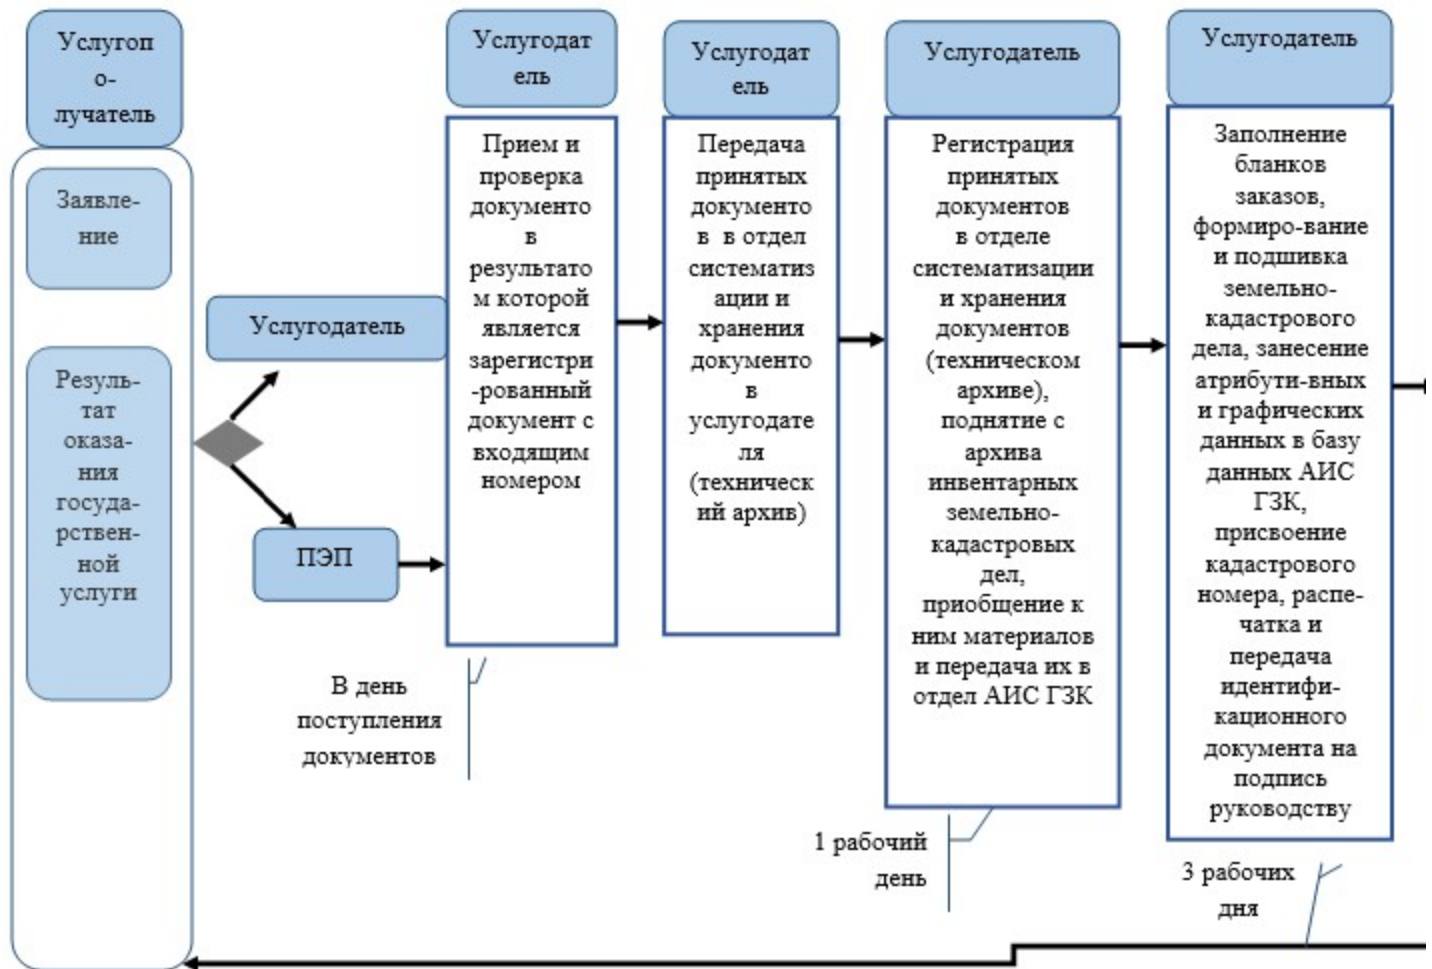 Услугоп
о-
лучатель
Заявле-
ние
Резуль-
тат
оказа-
ния
госуда-
рствен-
ной
услуги
Услугодатель
ПЭП
Услугодат
ель
Прием и
проверка
документо
в
результато
м которой
является
зарегистри
-рованный
документ с
входящим
номером
В день
поступления
документов
Услугодат
ель
Передача
принятых
документо
в в отдел
систематиз
ации и
хранения
документо
в
услугодате
ля
(техническ
ий архив)
Услугодатель
Регистрация
принятых
документов
в отделе
систематизации
и хранения
документов
(техническом
архиве),
поднятие с
архива
инвентарных
земельно-
кадастровых
дел,
приобщение к
ним материалов
и передача их в
отдел АИС ГЗК
1 рабочий
день
Услугодатель
Заполнение
бланков
заказов,
формиро-вание
и подшивка
земельно-
кадастрового
дела, занесение
атрибути-вных
и графических
данных в базу
данных АИС
ГЗК,
присвоение
кадастрового
номера, распе-
чатка и
передача
идентифи-
кационного
документа на
подпись
руководству
3 рабочих
дня